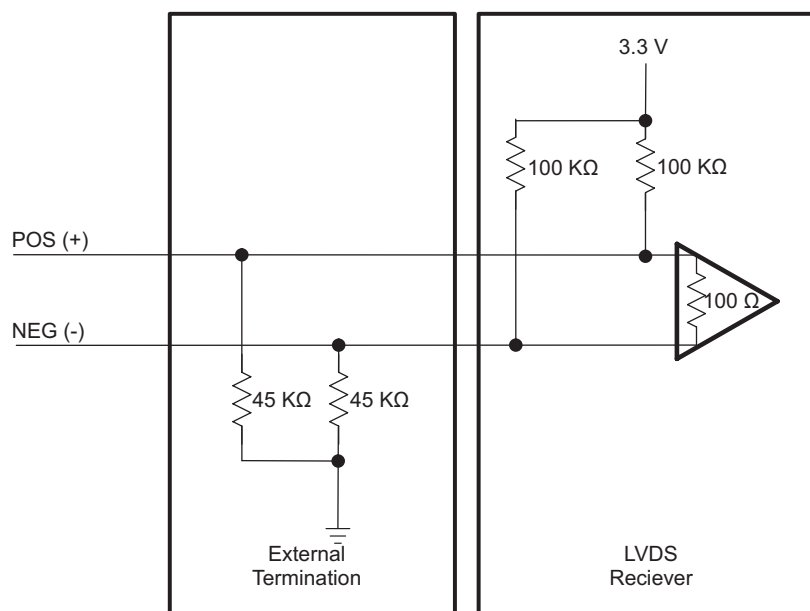 3.3 V
100 KΩ
100 KΩ
POS (+)
100 Ω
NEG (-)
45 KΩ
45 KΩ
External
Termination
LVDS
Reciever